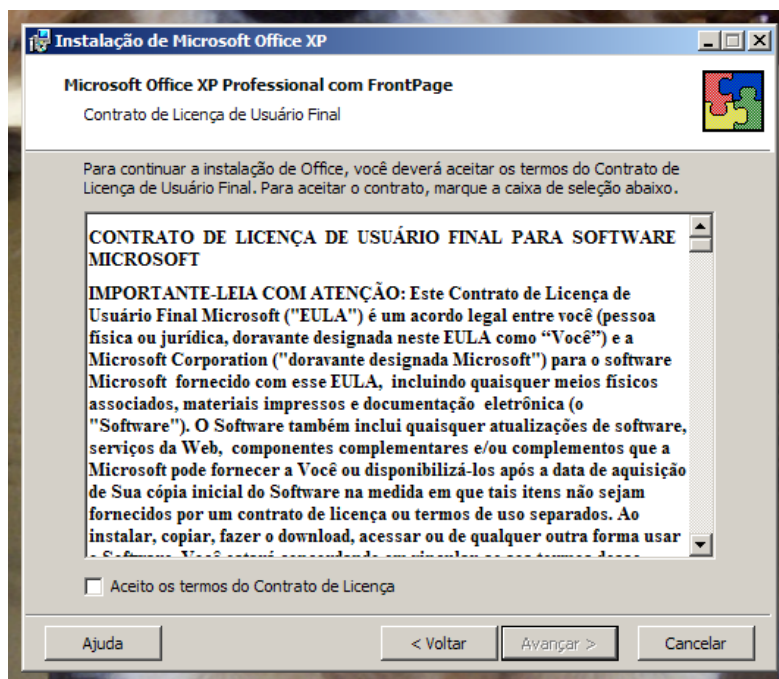 Instalação de Microsoft Office XP
Microsoft Office XP Professional com FrontPage
Contrato de Licença de Usuário Final
Para continuar a instalação de Office, você deverá aceitar os termos do Contrato de
Licença de Usuário Final. Para aceitar o contrato, marque a caixa de seleção abaixo.
CONTRATO DE LICENÇA DE USUÁRIO FINAL PARA SOFTWARE
MICROSOFT
IMPORTANTE-LEIA COM ATENÇÃO: Este Contrato de Licença de
Usuário Final Microsoft ("EULA") é um acordo legal entre você (pessoa
física ou jurídica, doravante designada neste EULA como “Você”) e a
Microsoft Corporation ("doravante designada Microsoft") para o software
Microsoft fornecido com esse EULA, incluindo quaisquer meios físicos
associados, materiais impressos e documentação eletrônica (o
"Software"). O Software também inclui quaisquer atualizações de software,
serviços da Web, componentes complementares e/ou complementos que a
Microsoft pode fornecer a Você ou disponibilizá-los após a data de aquisição
de Sua cópia inicial do Software na medida em que tais itens não sejam
fornecidos por um contrato de licença ou termos de uso separados. Ao
instalar, copiar, fazer o download, acessar ou de qualquer outra forma usar
Aceito os termos do Contrato de Licença
Ajuda
< Voltar
Avançar >
Cancelar